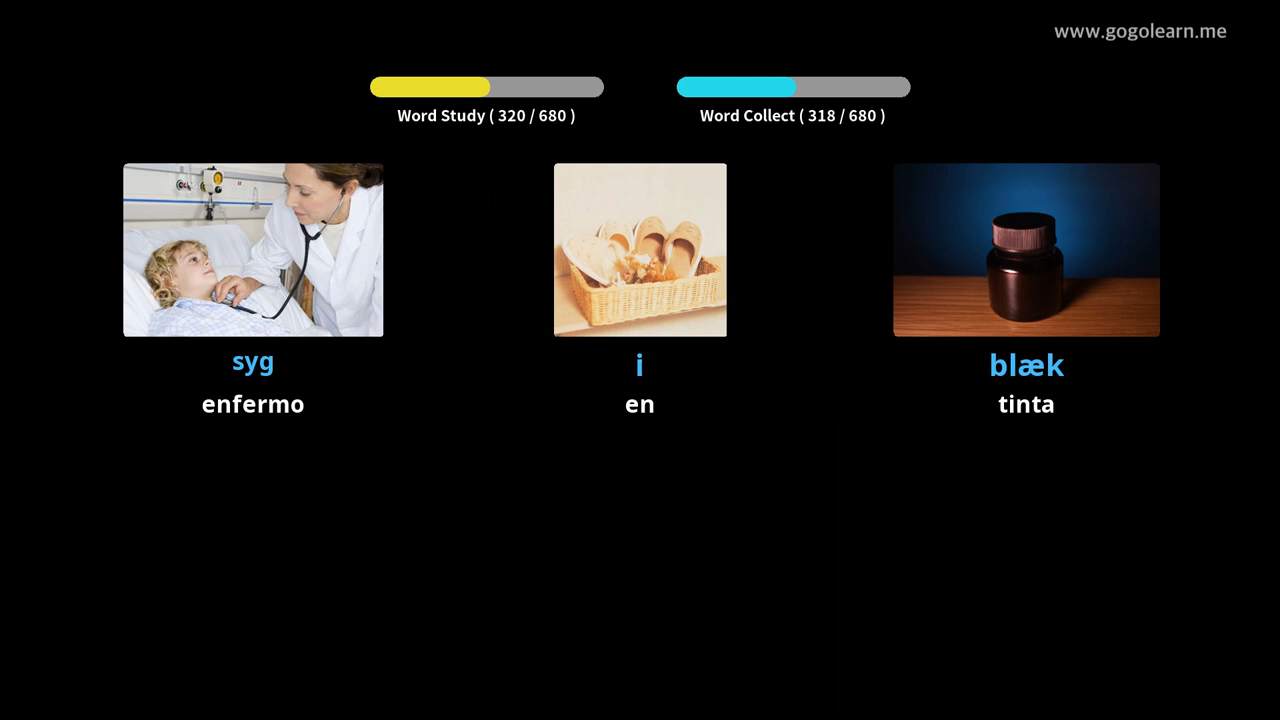 www.gogolearn.me
Word Study ( 320 / 680 )
Word Collect ( 318 / 680 )
syg
enfermo
i
en
blæk
tinta